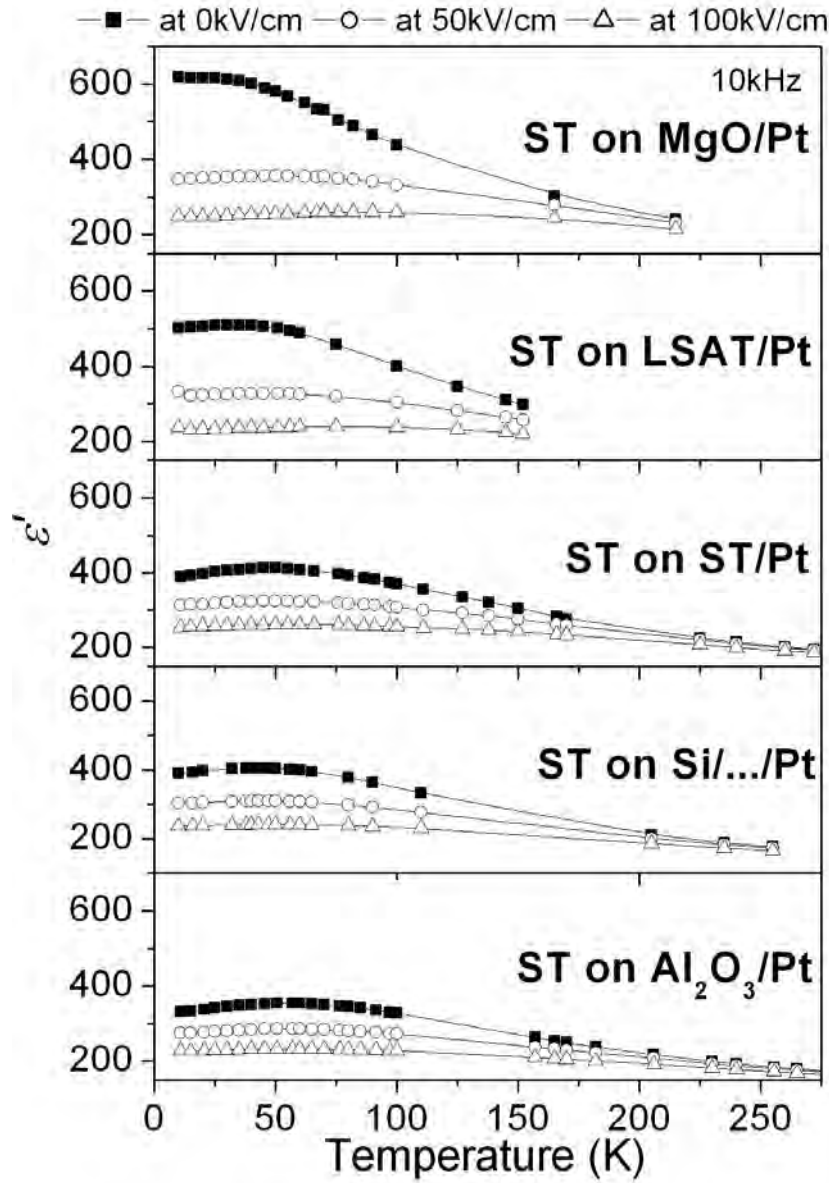 at 0kV/cm at 50kV/cm at 100kV/cm
10kHz
600
ST on MgO/Pt
400
200
600
ST on LSAT/Pt
400
200
600
ST on ST/Pt
400
200
ε'
600
ST on Si/.../Pt
400
200
600
ST on Al₂O₃/Pt
400
200
0 50 100 150 200 250
Temperature (K)